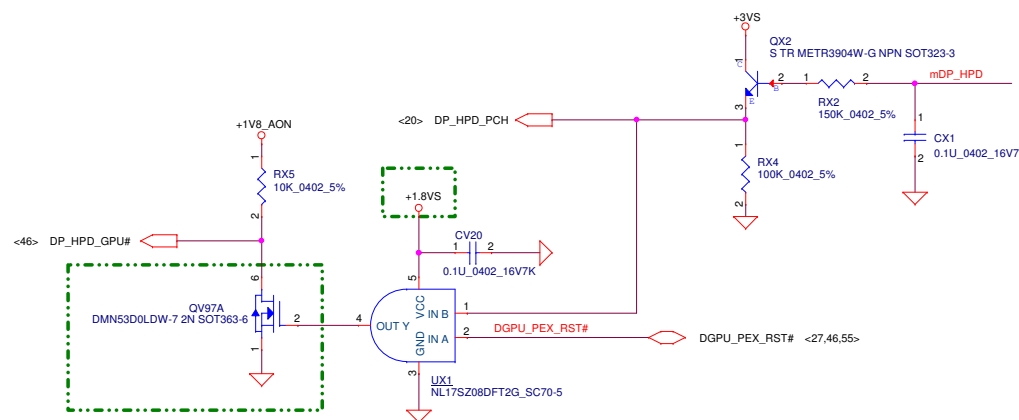 +3VS
QX2
S TR METR3904W-G NPN SOT323-3
1
C
2
B
1
2
mDP_HPD
E
3
RX2
150K_0402_5%
1
CX1
0.1U_0402_16V7
2
<20> DP_HPD_PCH
1
RX4
100K_0402_5%
2
+1V8_AON
1
RX5
10K_0402_5%
2
+1.8VS
<46> DP_HPD_GPU#
CV20
1
2
0.1U_0402_16V7K
5
6
QV97A
DMN53D0LDW-7 2N SOT363-6
2
1
4
OUT Y
VCC
GND
IN B
IN A
1
2
DGPU_PEX_RST#
DGPU_PEX_RST# <27,46,55>
3
UX1
NL17SZ08DFT2G_SC70-5